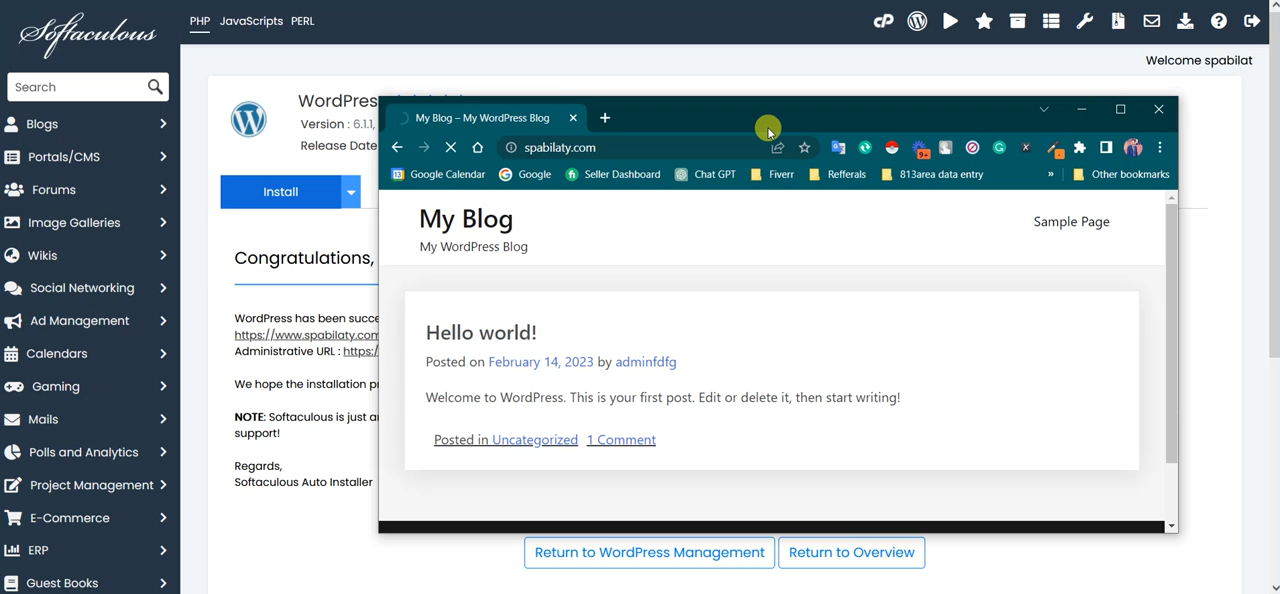 Softaculous
PHP JavaScripts PERL
Welcome spabilat
Search
Blogs
Portals/CMS
Forums
Image Galleries
Wikis
Social Networking
Ad Management
Calendars
Gaming
Mails
Polls and Analytics
Project Management
E-Commerce
ERP
Guest Books
WordPres
Version : 6.1.1,
Release Date
Install
Congratulations,
WordPress has been succe
https://www.spabilaty.com
Administrative URL : https:/
We hope the installation pr
NOTE: Softaculous is just an
support!
Regards,
Softaculous Auto Installer
My Blog – My WordPress Blog
spabilaty.com
9+
Google Calendar Google Seller Dashboard Chat GPT Fiverr Refferals 813area data entry » Other bookmarks
My Blog
My WordPress Blog
Sample Page
Hello world!
Posted on February 14, 2023 by adminfdfg
Welcome to WordPress. This is your first post. Edit or delete it, then start writing!
Posted in Uncategorized 1 Comment
Return to WordPress Management Return to Overview